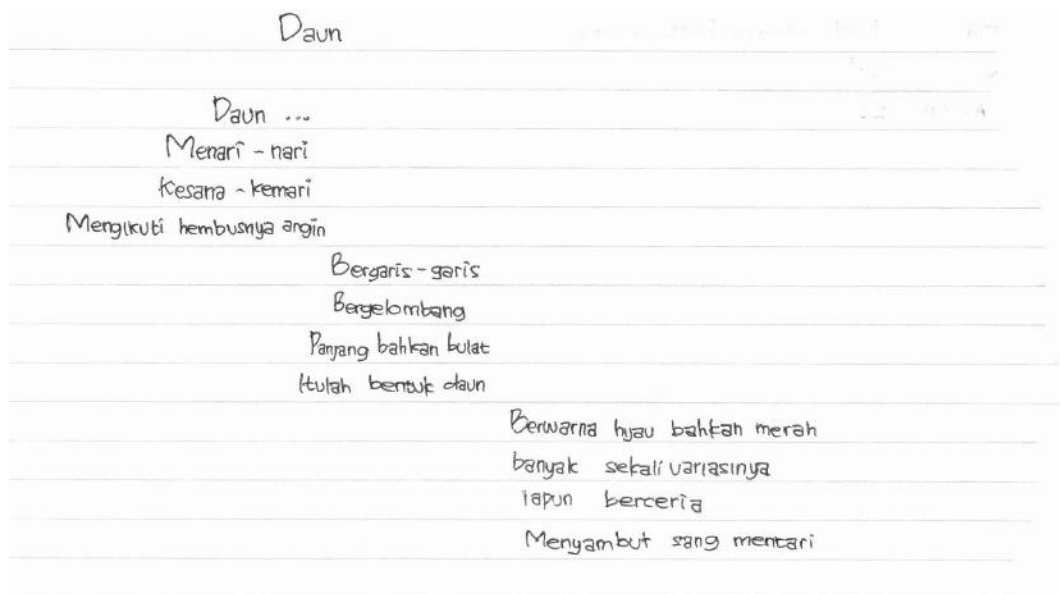 Daun
Daun ...
Menari - nari
Kesana - kemari
Mengikuti hembusnya angin
Bergaris - garis
Bergelombang
Panjang bahkan bulat
Itulah bentuk daun
Berwarna hijau bahkan merah
banyak sekali variasinya
iapun berceria
Menyambut sang mentari